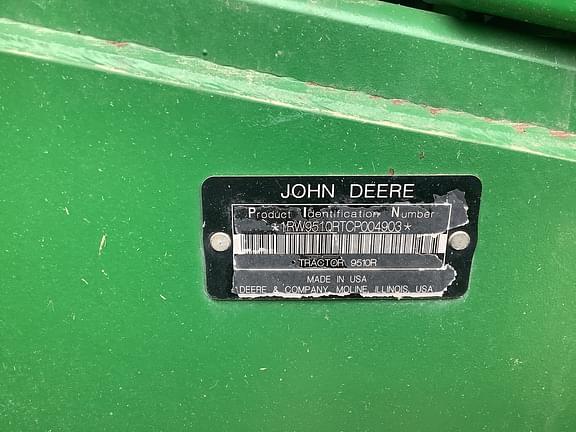 JOHN DEERE
Product Identification Number
*1RW9510RTCP004903*
TRACTOR 9510R
MADE IN USA
DEERE & COMPANY, MOLINE, ILLINOIS, USA